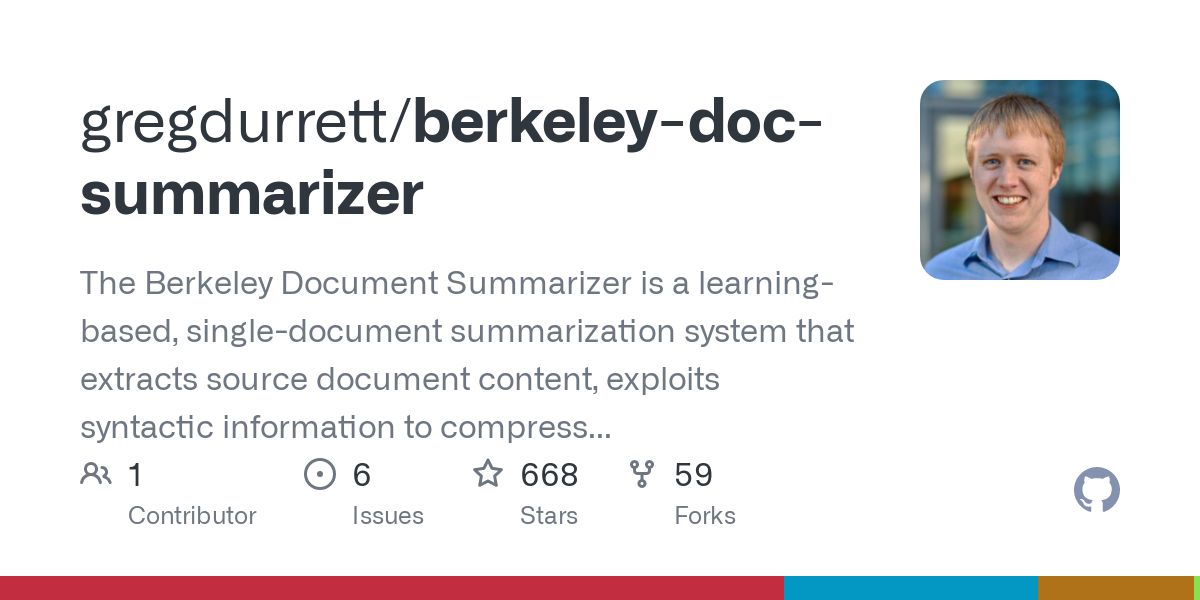 gregdurrett/berkeley-doc-
summarizer
The Berkeley Document Summarizer is a learning-
based, single-document summarization system that
extracts source document content, exploits
syntactic information to compress...
1 6 668 59
Contributor Issues Stars Forks